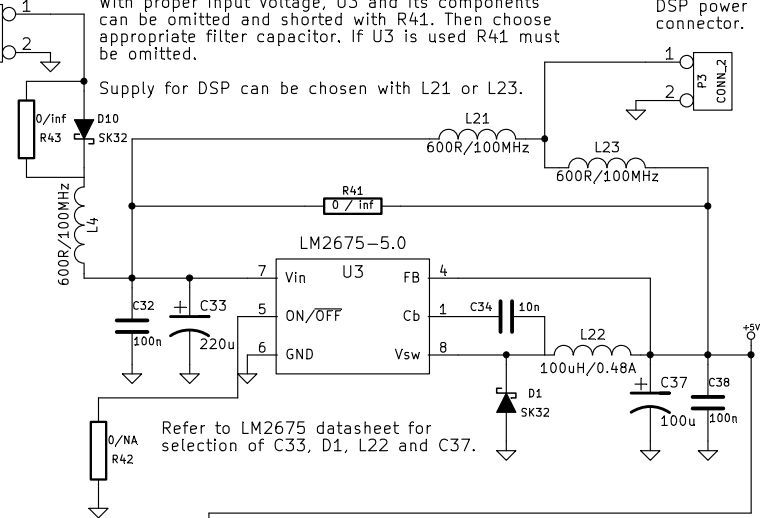 With proper input voltage, U3 and its components
can be omitted and shorted with R41. Then choose
appropriate filter capacitor. If U3 is used R41 must
be omitted.
Supply for DSP can be chosen with L21 or L23.
DSP power
connector.
1
2
1
2
P3
CONN_2
0/inf
R43
D10
SK32
L21
600R/100MHz
L23
600R/100MHz
600R/100MHz
L4
R41
0 / inf
LM2675-5.0
U3
7
Vin
5
ON/OFF
6
GND
FB
4
Cb
1
Vsw
8
C32
100n
C33
220u
C34
10n
L22
100uH/0.48A
+5V
D1
SK32
C37
100u
C38
100n
0/NA
R42
Refer to LM2675 datasheet for
selection of C33, D1, L22 and C37.